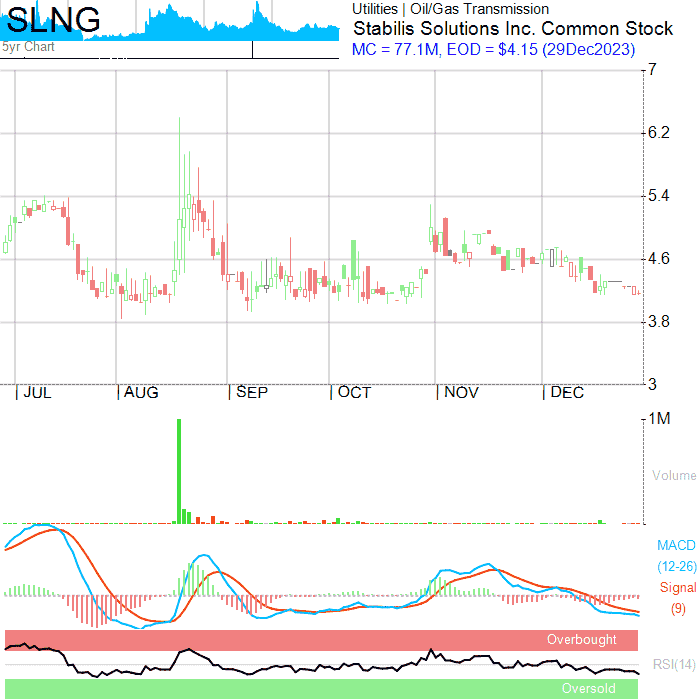 SLNG
5yr Chart
Utilities | Oil/Gas Transmission
Stabilis Solutions Inc. Common Stock
MC = 77.1M, EOD = $4.15 (29Dec2023)
7
6.2
5.4
4.6
3.8
3
JUL AUG SEP OCT NOV DEC
1M
Volume
MACD
(12-26)
Signal
(9)
Overbought
RSI(14)
Oversold